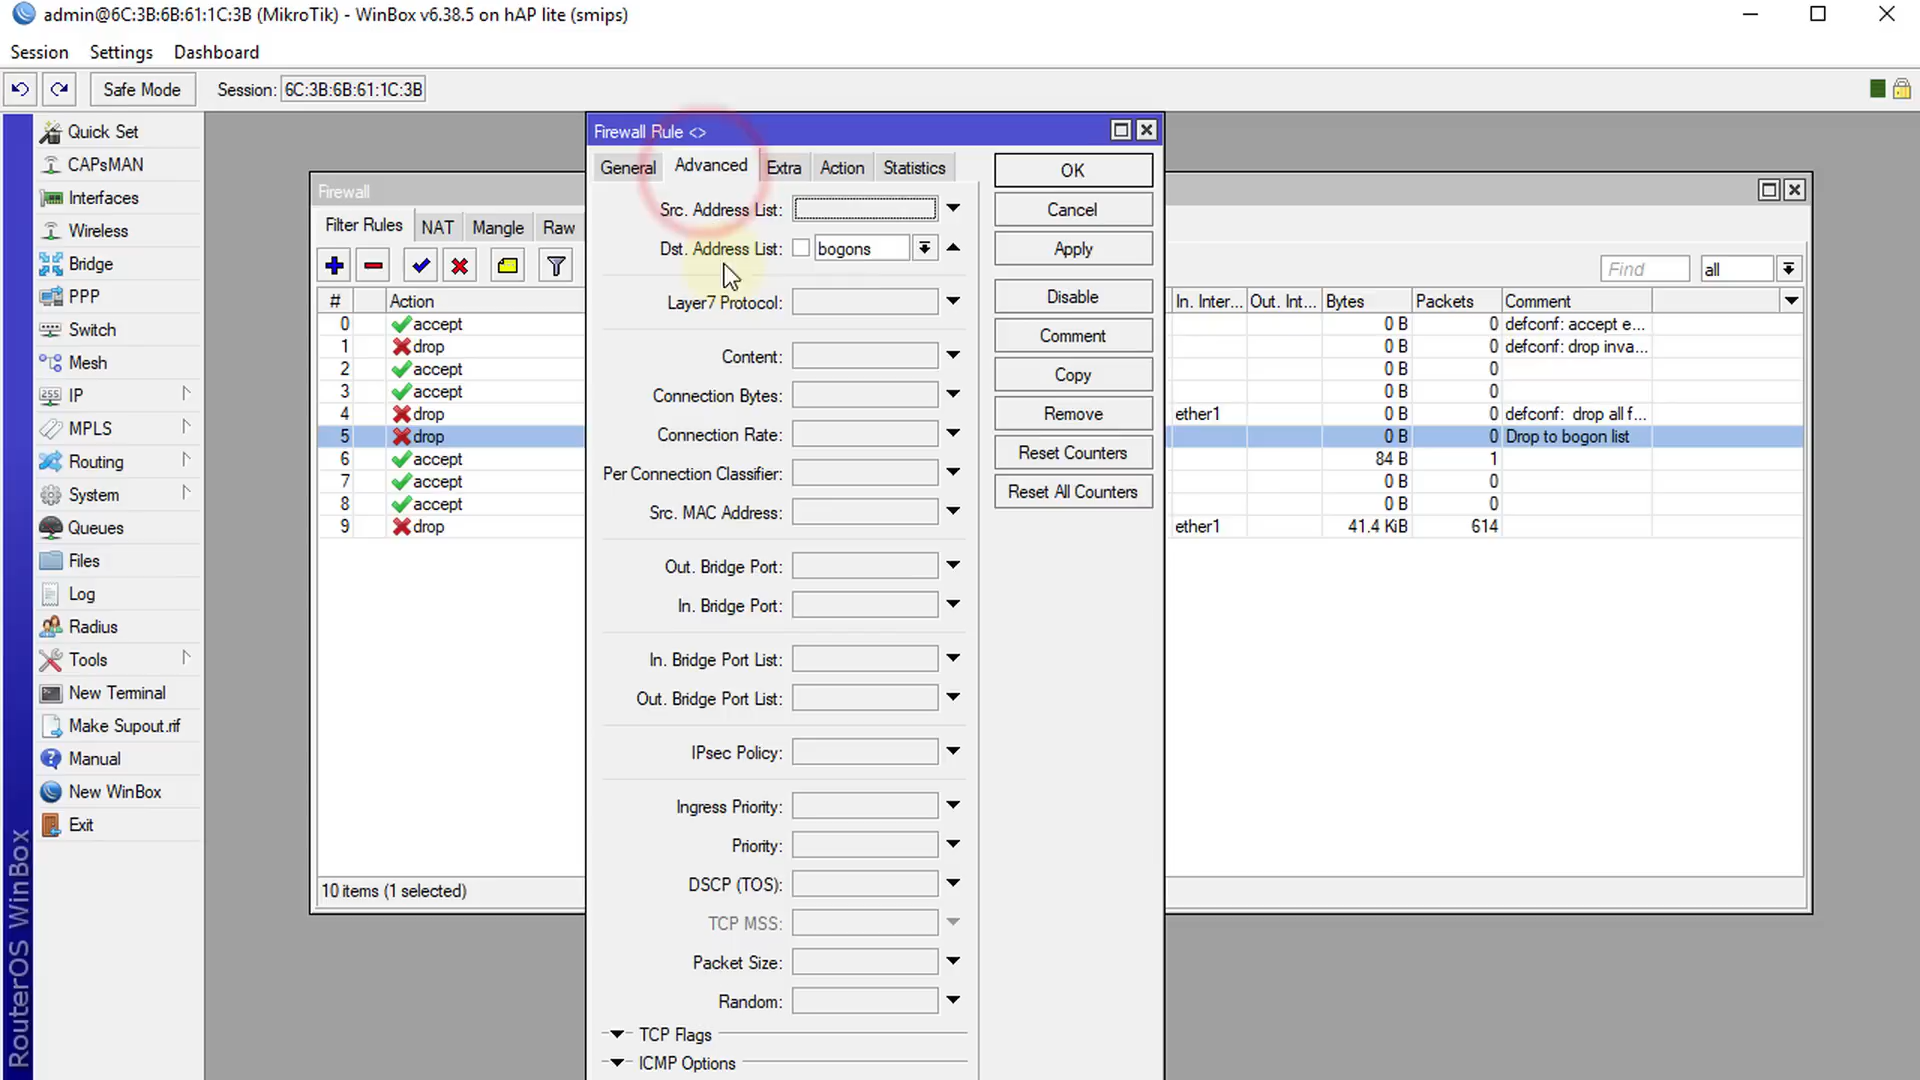 admin@6C:3B:6B:61:1C:3B (MikroTik) - WinBox v6.38.5 on hAP lite (smips)
Session Settings Dashboard
Safe Mode Session: 6C:3B:6B:61:1C:3B
RouterOS WinBox
Quick Set
CAPsMAN
Interfaces
Wireless
Bridge
PPP
Switch
Mesh
IP
MPLS
Routing
System
Queues
Files
Log
Radius
Tools
New Terminal
Make Supout.rif
Manual
New WinBox
Exit
Firewall
Filter Rules NAT Mangle Raw
Find all
# Action
0 accept
1 drop
2 accept
3 accept
4 drop
5 drop
6 accept
7 accept
8 accept
9 drop
10 items (1 selected)
Firewall Rule <>
General Advanced Extra Action Statistics
Src. Address List:
Dst. Address List: bogons
Layer7 Protocol:
Content:
Connection Bytes:
Connection Rate:
Per Connection Classifier:
Src. MAC Address:
Out. Bridge Port:
In. Bridge Port:
In. Bridge Port List:
Out. Bridge Port List:
IPsec Policy:
Ingress Priority:
Priority:
DSCP (TOS):
TCP MSS:
Packet Size:
Random:
TCP Flags
ICMP Options
OK
Cancel
Apply
Disable
Comment
Copy
Remove
Reset Counters
Reset All Counters
In. Inter... Out. Int... Bytes Packets Comment
0 B 0 defconf: accept e...
0 B 0 defconf: drop inva...
0 B 0
0 B 0
ether1 0 B 0 defconf:  drop all f...
0 B 0 Drop to bogon list
84 B 1
0 B 0
0 B 0
ether1 41.4 KiB 614